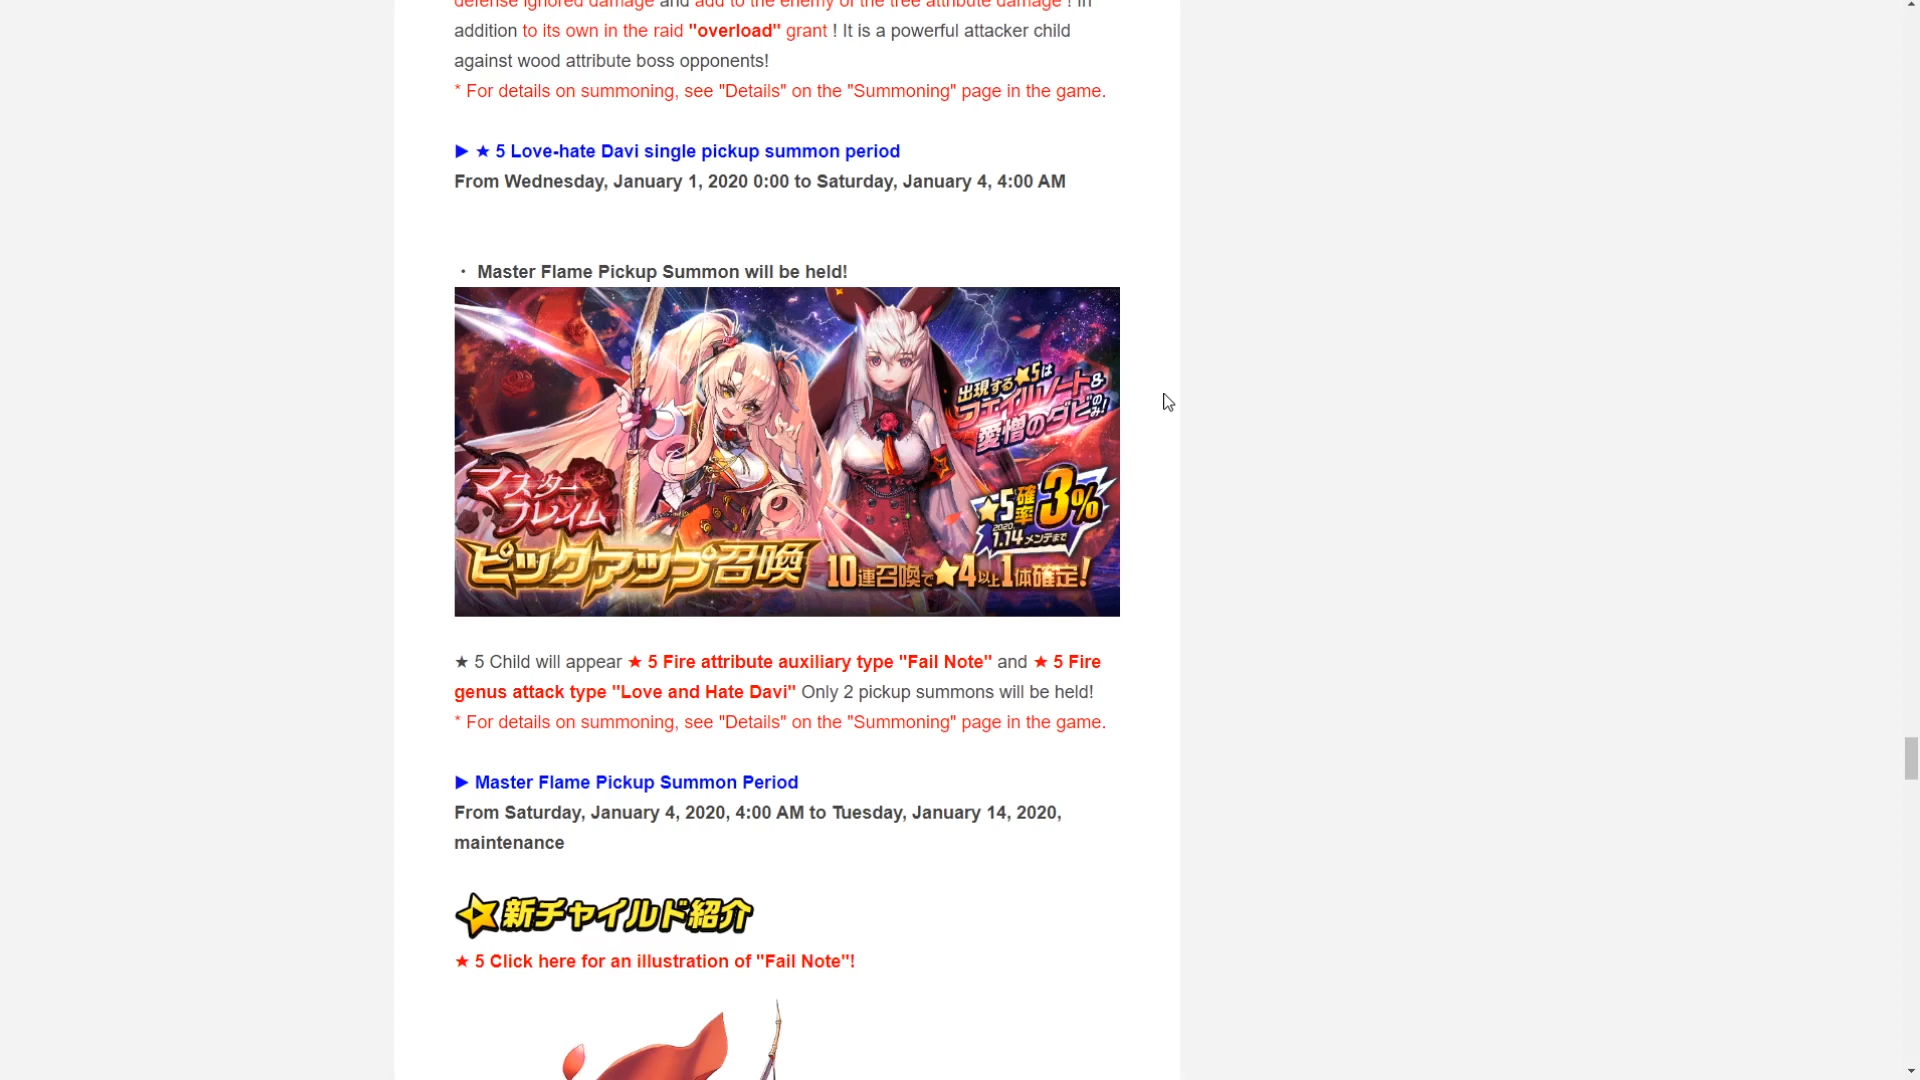 defense ignored damage and add to the enemy of the tree attribute damage ! In
addition to its own in the raid "overload" grant ! It is a powerful attacker child
against wood attribute boss opponents!
* For details on summoning, see "Details" on the "Summoning" page in the game.
▶ ★ 5 Love-hate Davi single pickup summon period
From Wednesday, January 1, 2020 0:00 to Saturday, January 4, 4:00 AM
・ Master Flame Pickup Summon will be held!
出現する★5は
フェイルノート&
愛憎のダビのみ!
マスター
フレイム
★5確率3%
2020.
1.14メンテまで
ピックアップ召喚
10連召喚で★4以上1体確定!
★ 5 Child will appear ★ 5 Fire attribute auxiliary type "Fail Note" and ★ 5 Fire
genus attack type "Love and Hate Davi" Only 2 pickup summons will be held!
* For details on summoning, see "Details" on the "Summoning" page in the game.
▶ Master Flame Pickup Summon Period
From Saturday, January 4, 2020, 4:00 AM to Tuesday, January 14, 2020,
maintenance
新チャイルド紹介
★ 5 Click here for an illustration of "Fail Note"!